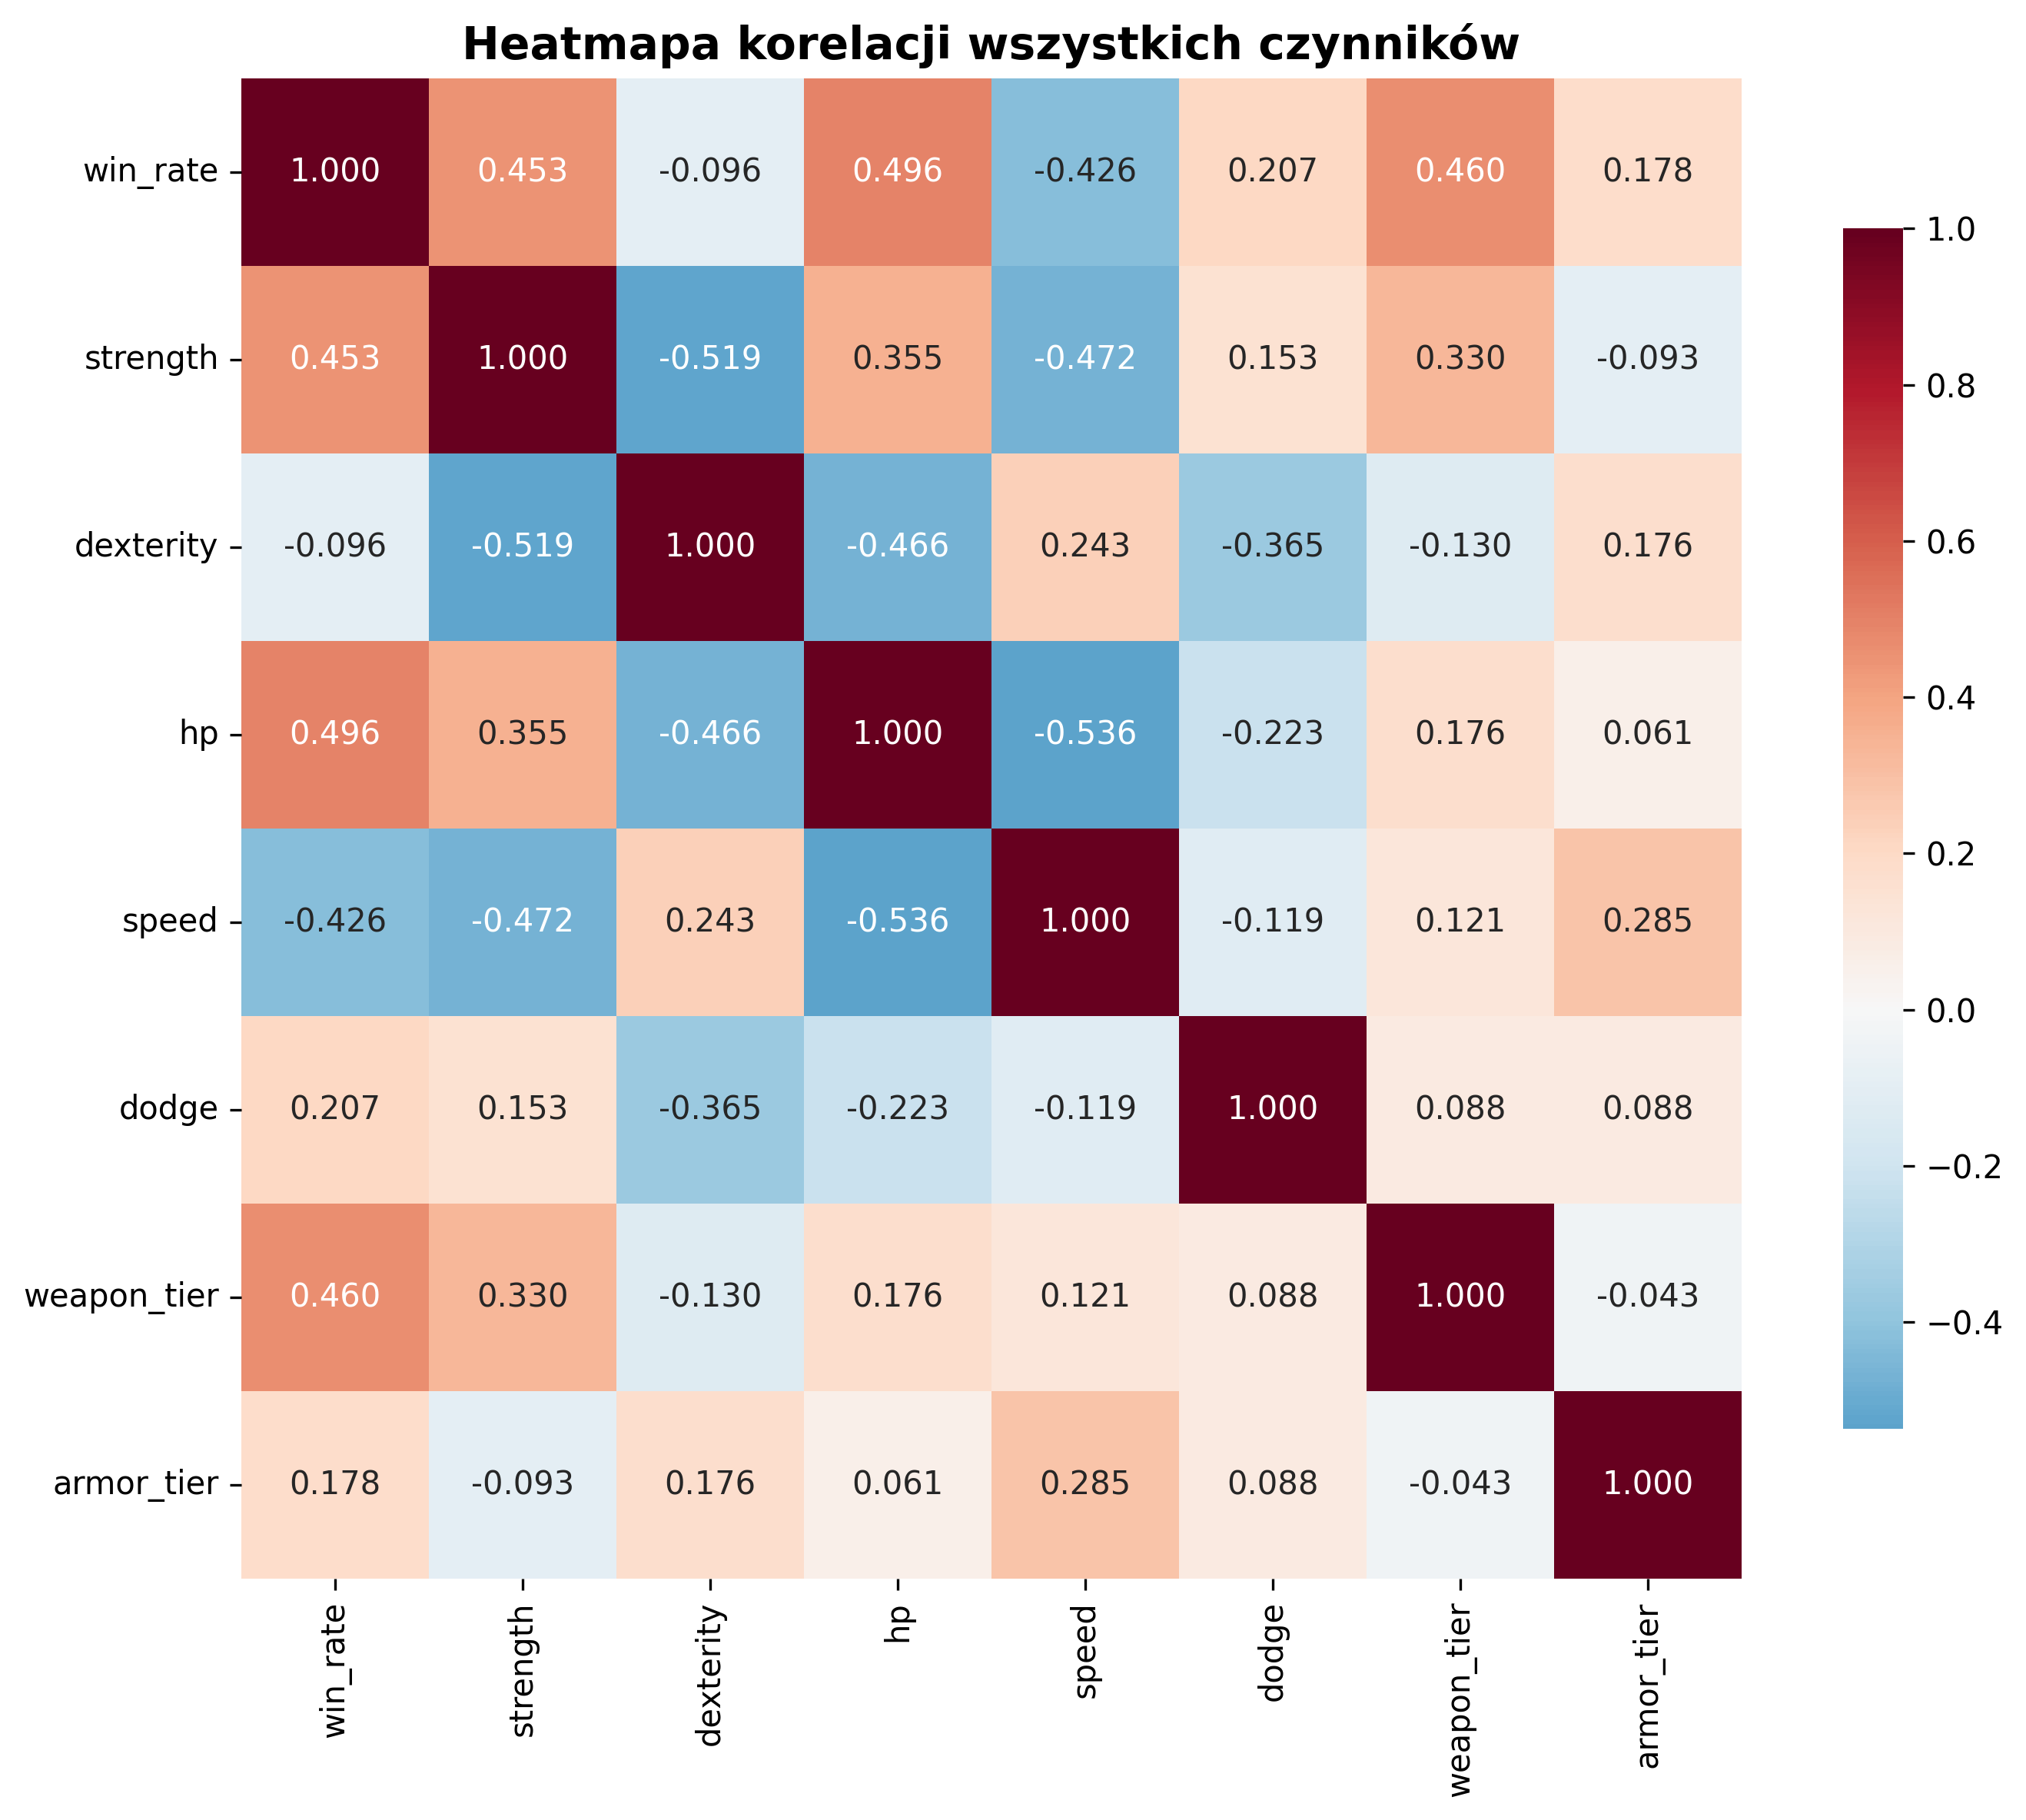 Heatmapa korelacji wszystkich czynników
win_rate 1.000 0.453 -0.096 0.496 -0.426 0.207 0.460 0.178
strength 0.453 1.000 -0.519 0.355 -0.472 0.153 0.330 -0.093
dexterity -0.096 -0.519 1.000 -0.466 0.243 -0.365 -0.130 0.176
hp 0.496 0.355 -0.466 1.000 -0.536 -0.223 0.176 0.061
speed -0.426 -0.472 0.243 -0.536 1.000 -0.119 0.121 0.285
dodge 0.207 0.153 -0.365 -0.223 -0.119 1.000 0.088 0.088
weapon_tier 0.460 0.330 -0.130 0.176 0.121 0.088 1.000 -0.043
armor_tier 0.178 -0.093 0.176 0.061 0.285 0.088 -0.043 1.000
win_rate strength dexterity hp speed dodge weapon_tier armor_tier
1.0
0.8
0.6
0.4
0.2
0.0
−0.2
−0.4